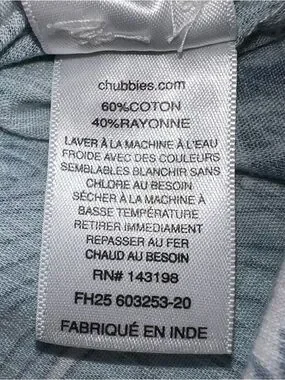 chubbies.com
60%COTON
40%RAYONNE
LAVER À LA MACHINE À L'EAU
FROIDE AVEC DES COULEURS
SEMBLABLES BLANCHIR SANS
CHLORE AU BESOIN
SÉCHER À LA MACHINE À
BASSE TEMPÉRATURE
RETIRER IMMEDIAMENT
REPASSER AU FER
CHAUD AU BESOIN
RN# 143198
FH25 603253-20
FABRIQUÉ EN INDE